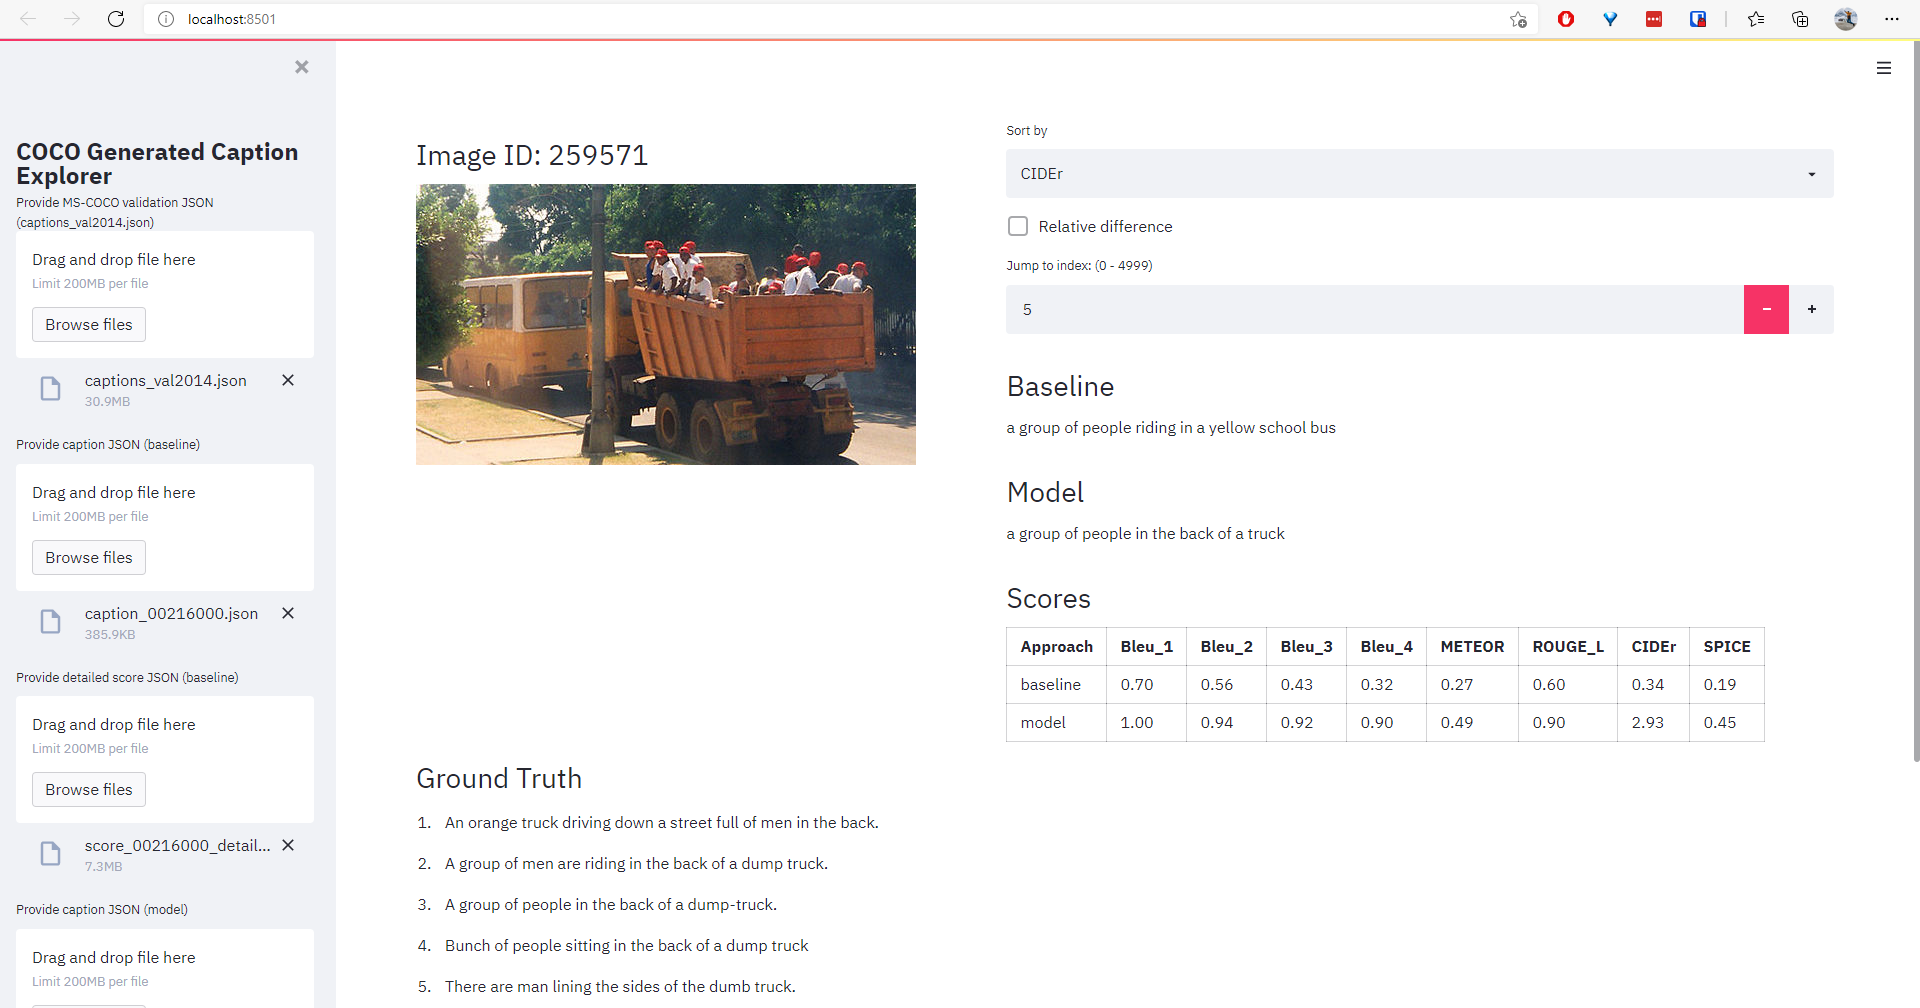 localhost:8501
COCO Generated Caption
Explorer
Provide MS-COCO validation JSON
(captions_val2014.json)
Drag and drop file here
Limit 200MB per file
Browse files
captions_val2014.json
30.9MB
Provide caption JSON (baseline)
Drag and drop file here
Limit 200MB per file
Browse files
caption_00216000.json
385.9KB
Provide detailed score JSON (baseline)
Drag and drop file here
Limit 200MB per file
Browse files
score_00216000_detail...
7.3MB
Provide caption JSON (model)
Drag and drop file here
Limit 200MB per file
Image ID: 259571
Sort by
CIDEr
Relative difference
Jump to index: (0 - 4999)
5
Baseline
a group of people riding in a yellow school bus
Model
a group of people in the back of a truck
Scores
Approach Bleu_1 Bleu_2 Bleu_3 Bleu_4 METEOR ROUGE_L CIDEr SPICE
baseline 0.70 0.56 0.43 0.32 0.27 0.60 0.34 0.19
model 1.00 0.94 0.92 0.90 0.49 0.90 2.93 0.45
Ground Truth
1. An orange truck driving down a street full of men in the back.
2. A group of men are riding in the back of a dump truck.
3. A group of people in the back of a dump-truck.
4. Bunch of people sitting in the back of a dump truck
5. There are man lining the sides of the dumb truck.